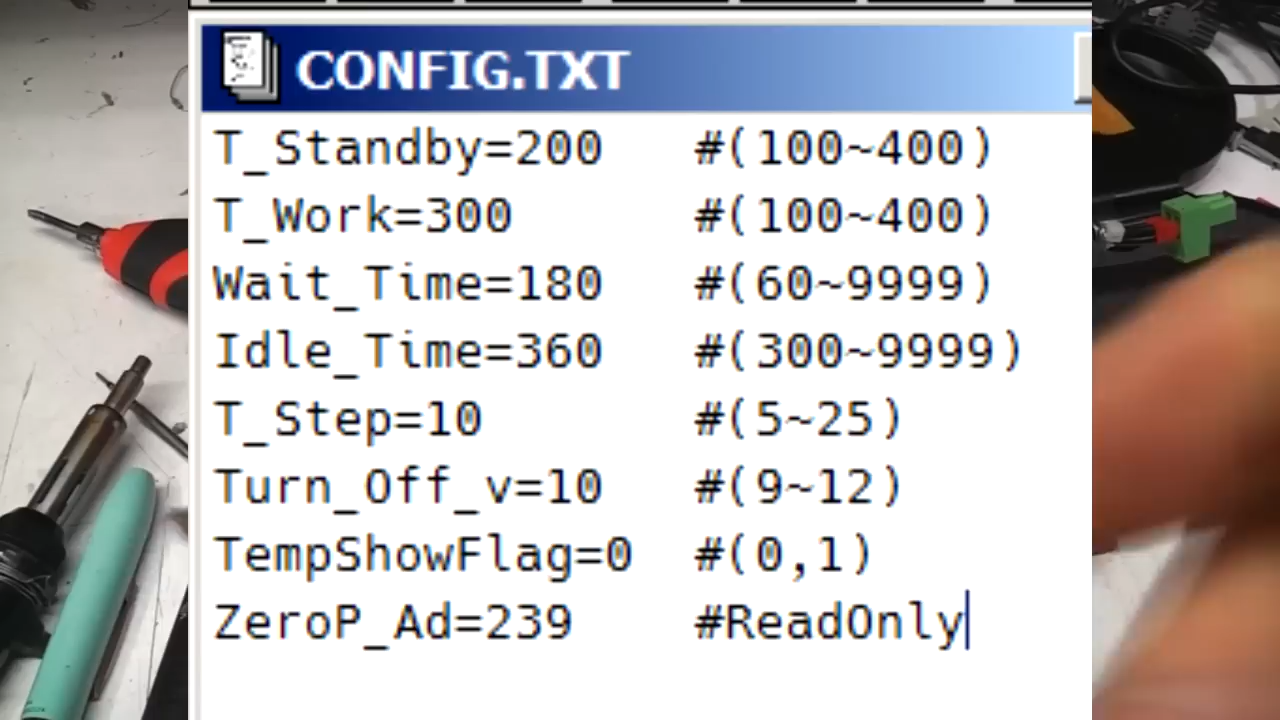 CONFIG.TXT
T_Standby=200 #(100~400)
T_Work=300 #(100~400)
Wait_Time=180 #(60~9999)
Idle_Time=360 #(300~9999)
T_Step=10 #(5~25)
Turn_Off_v=10 #(9~12)
TempShowFlag=0 #(0,1)
ZeroP_Ad=239 #ReadOnly